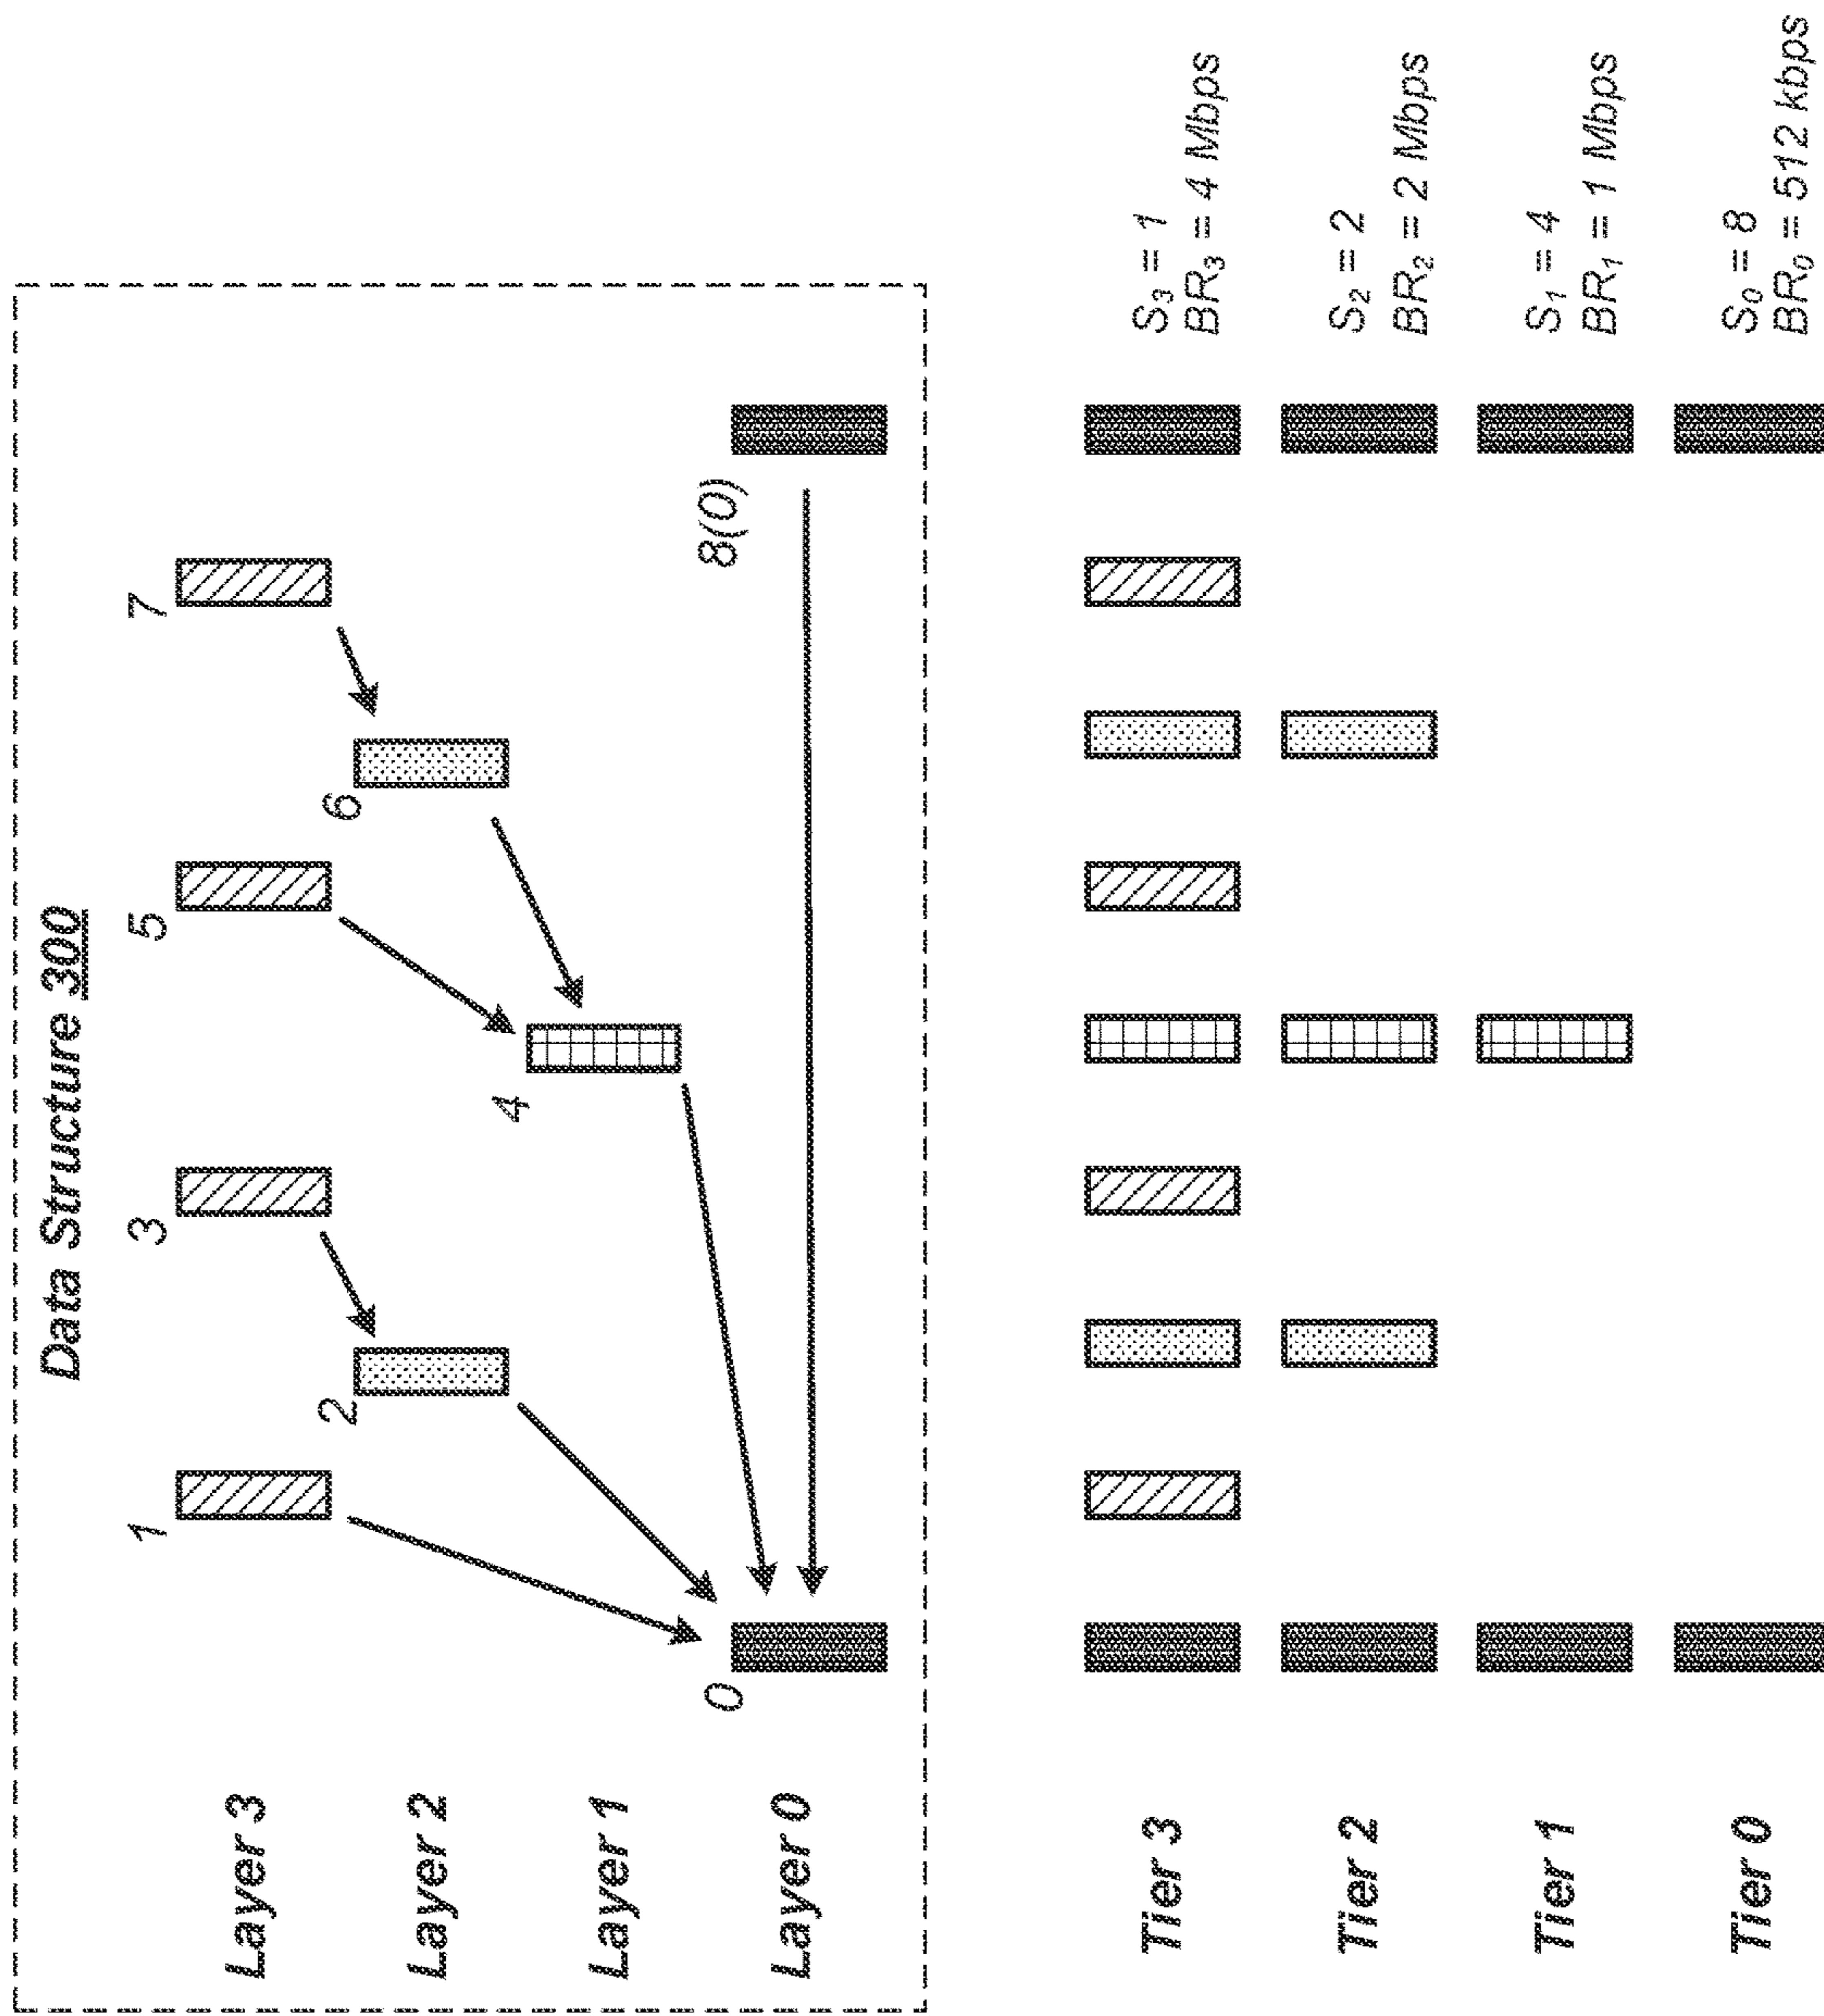 Data Structure 300
1
3
5
7
Layer 3
2
6
Layer 2
4
Layer 1
0
8(0)
Layer 0
Tier 3
S₃ = 1
BR₃ = 4 Mbps
Tier 2
S₂ = 2
BR₂ = 2 Mbps
Tier 1
S₁ = 4
BR₁ = 1 Mbps
Tier 0
S₀ = 8
BR₀ = 512 kbps